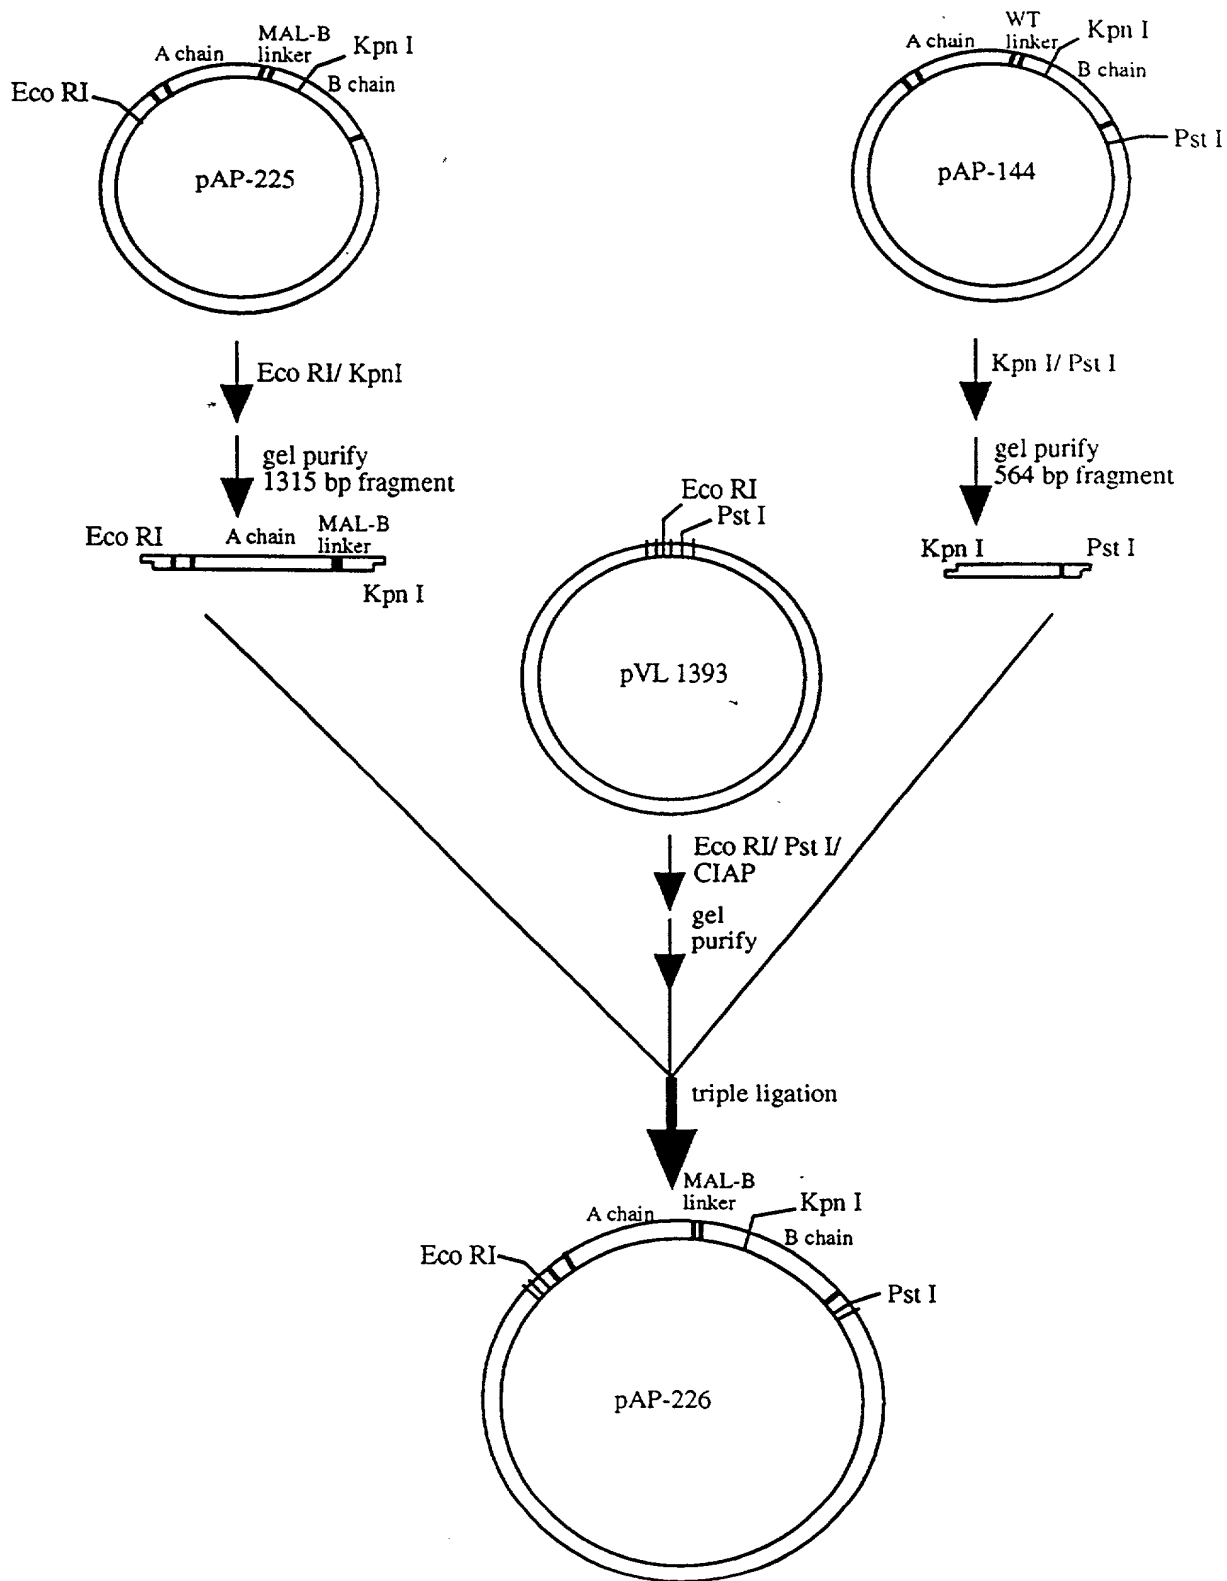 A chain
MAL-B
linker
Kpn I
B chain
Eco RI
pAP-225
A chain
WT
linker
Kpn I
B chain
Pst I
pAP-144
Eco RI/ KpnI
gel purify
1315 bp fragment
Kpn I/ Pst I
gel purify
564 bp fragment
Eco RI
A chain
MAL-B
linker
Kpn I
Eco RI
Pst I
pVL 1393
Kpn I
Pst I
Eco RI/ Pst I/
CIAP
gel
purify
triple ligation
MAL-B
linker
A chain
Kpn I
B chain
Eco RI
Pst I
pAP-226